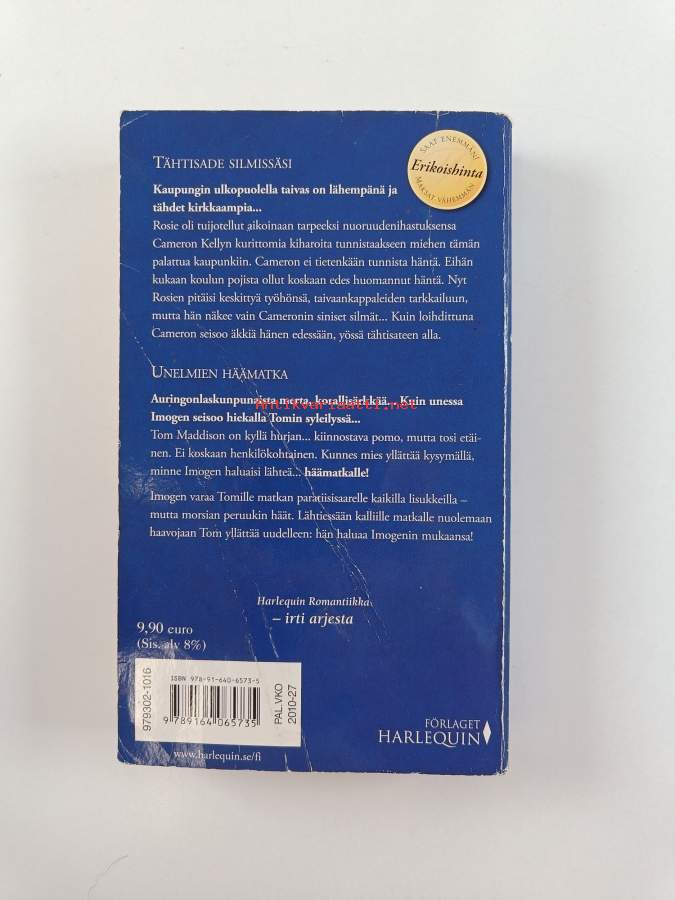 SAAT ENEMMÄN!
Erikoishinta
MAKSAT VÄHEMMÄN
TÄHTISADE SILMISSÄSI
Kaupungin ulkopuolella taivas on lähempänä ja
tähdet kirkkaampia...
Rosie oli tuijotellut aikoinaan tarpeeksi nuoruudenihastuksensa
Cameron Kellyn kurittomia kiharoita tunnistaakseen miehen tämän
palattua kaupunkiin. Cameron ei tietenkään tunnista häntä. Eihän
kukaan koulun pojista ollut koskaan edes huomannut häntä. Nyt
Rosien pitäisi keskittyä työhönsä, taivaankappaleiden tarkkailuun,
mutta hän näkee vain Cameronin siniset silmät... Kuin loihdittuna
Cameron seisoo äkkiä hänen edessään, yössä tähtisateen alla.
UNELMIEN HÄÄMATKA
Auringonlaskunpunaista merta, korallisärkkiä... Kuin unessa
Antikvariaatti.net
Imogen seisoo hiekalla Tomin syleilyssä...
Tom Maddison on kyllä hurjan... kiinnostava pomo, mutta tosi etäi-
nen. Ei koskaan henkilökohtainen. Kunnes mies yllättää kysymällä,
minne Imogen haluaisi lähteä... häämatkalle!
Imogen varaa Tomille matkan paratiisisaarelle kaikilla lisukkeilla –
mutta morsian peruukin häät. Lähtiessään kalliille matkalle nuolemaan
haavojaan Tom yllättää uudelleen: hän haluaa Imogenin mukaansa!
Harlequin Romantiikka
– irti arjesta
9,90 euro
(Sis. alv 8%)
979302-1016
ISBN 978-91-640-6573-5
9 789164 065735
PAL.VKO
2010-27
www.harlequin.se/fi
FÖRLAGET
HARLEQUIN